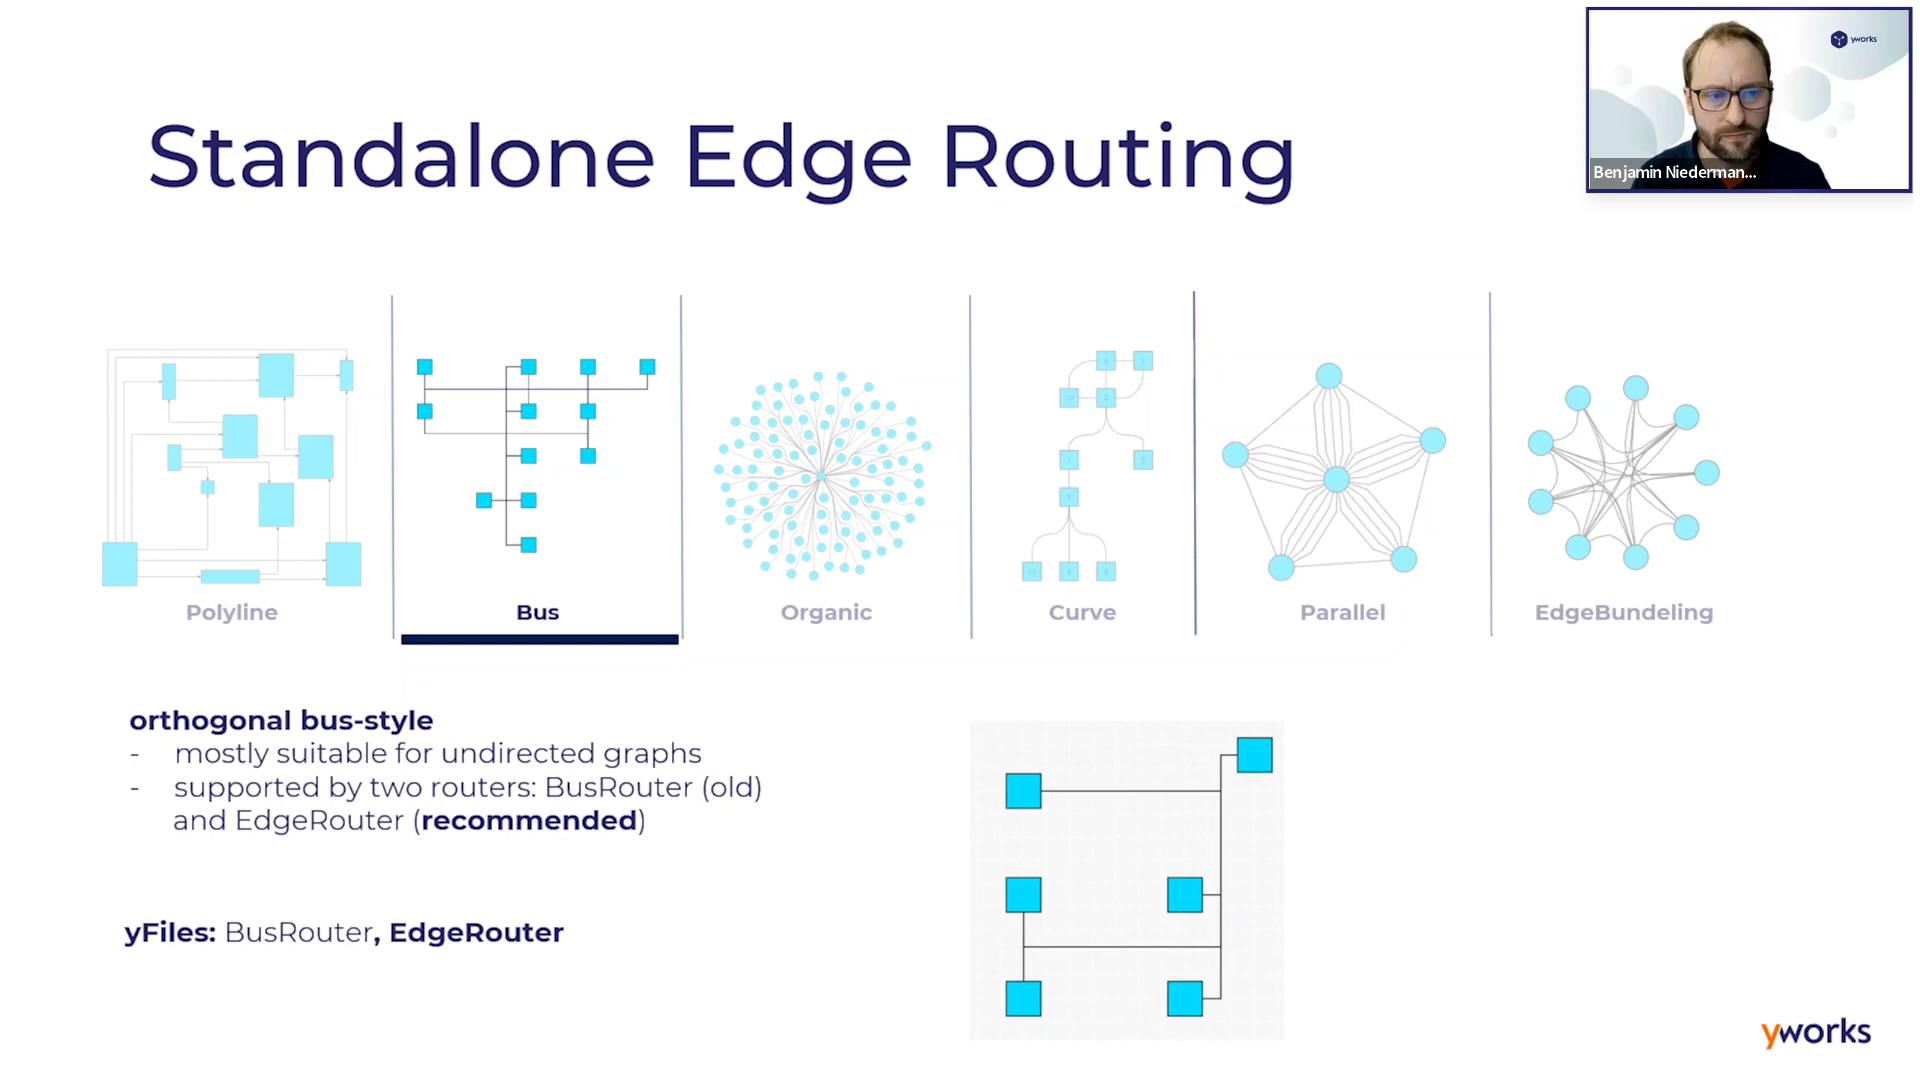 yworks
Benjamin Niederman...
Standalone Edge Routing
Polyline
Bus
Organic
Curve
Parallel
EdgeBundeling
orthogonal bus-style
- mostly suitable for undirected graphs
- supported by two routers: BusRouter (old)
and EdgeRouter (recommended)
yFiles: BusRouter, EdgeRouter
yworks